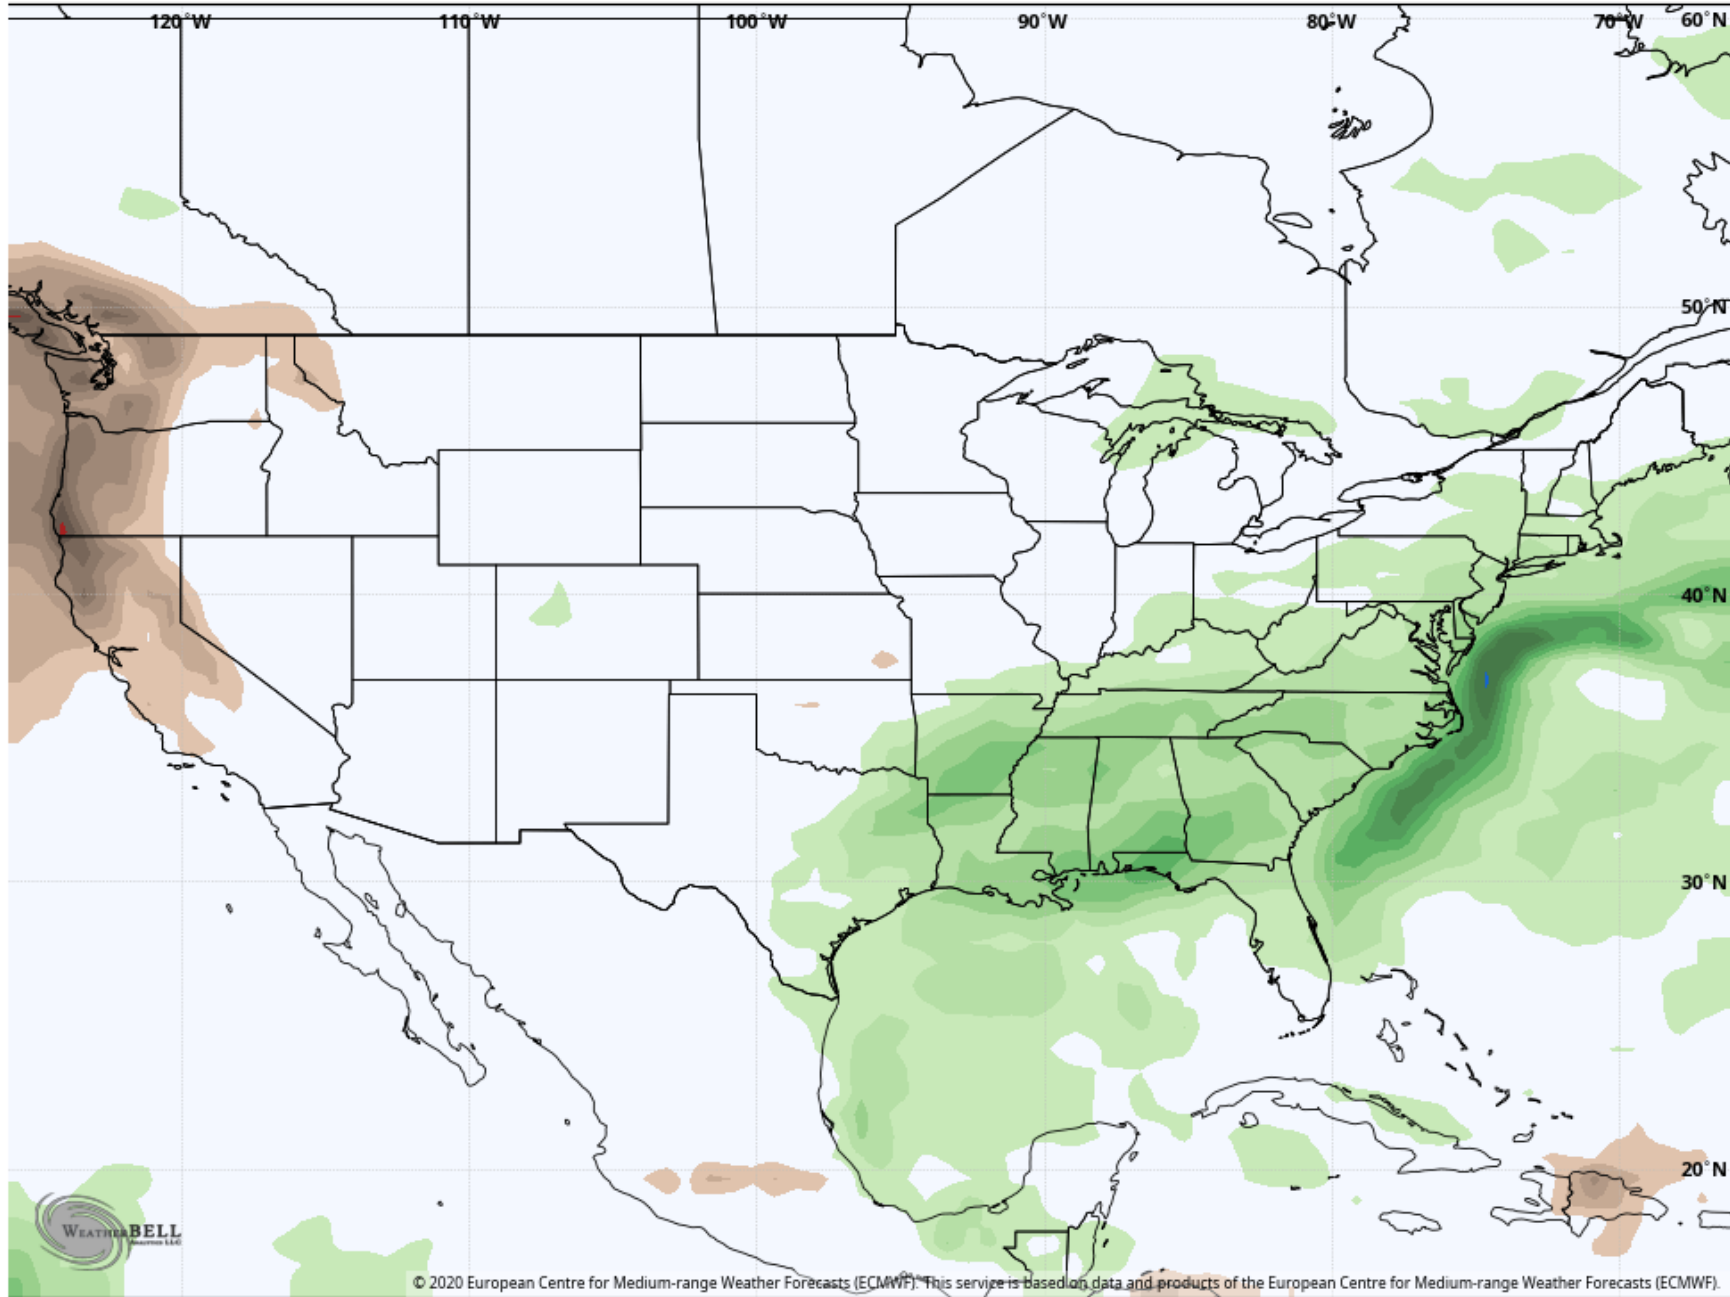 120°W 110°W 100°W 90°W 80°W 70°W 60°N
50°N
40°N
30°N
20°N
WEATHERBELL
ANALYTICS LLC
© 2020 European Centre for Medium-range Weather Forecasts (ECMWF). This service is based on data and products of the European Centre for Medium-range Weather Forecasts (ECMWF).